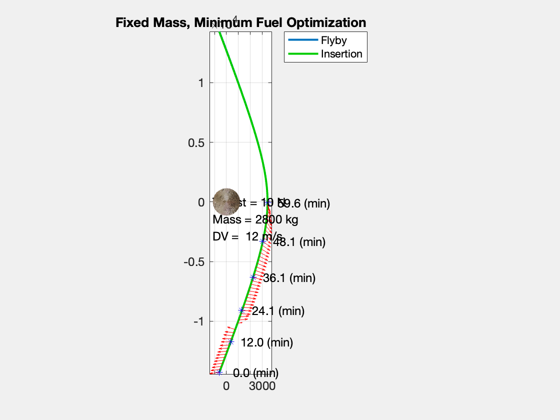 Fixed Mass, Minimum Fuel Optimization
Flyby
Insertion
1
0.5
0
-0.5
-1
= 10 N
59.6 (min)
Mass = 2800 kg
DV = 12 m/s
48.1 (min)
36.1 (min)
24.1 (min)
12.0 (min)
0.0 (min)
0
3000